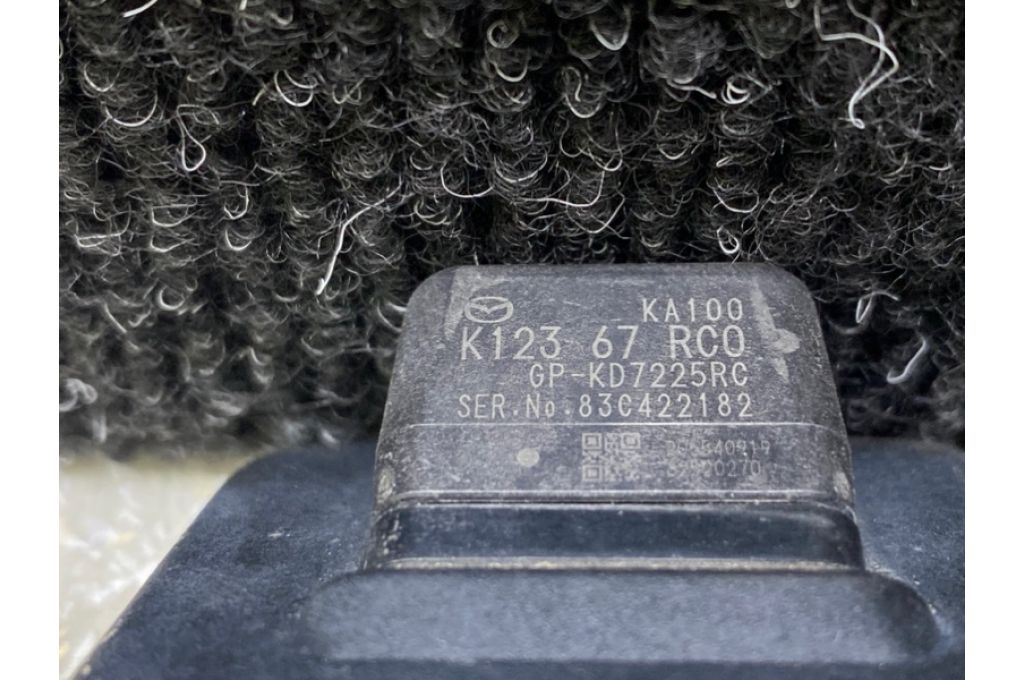 KA100
K123 67 RC0
GP-KD7225RC
SER.No.83C422182